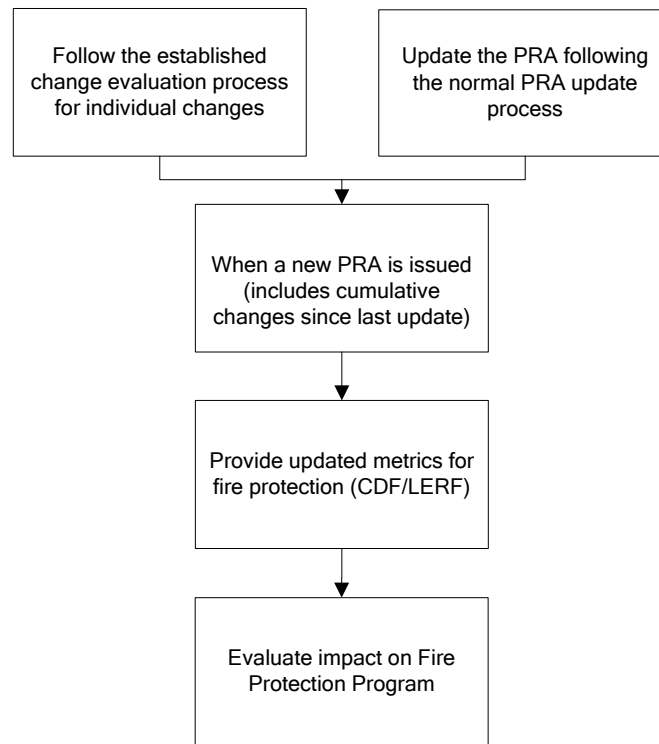 Follow the established
change evaluation process
for individual changes
Update the PRA following
the normal PRA update
process
When a new PRA is issued
(includes cumulative
changes since last update)
Provide updated metrics for
fire protection (CDF/LERF)
Evaluate impact on Fire
Protection Program